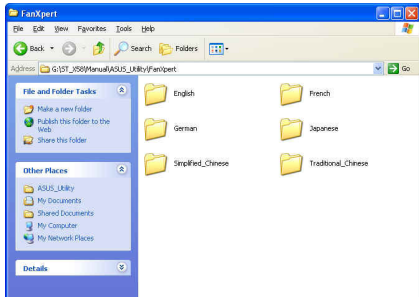 FanXpert
File Edit View Favorites Tools Help
Back Search Folders
Address G:\ST_X58\Manual\ASUS_Utility\FanXpert Go
File and Folder Tasks
Make a new folder
Publish this folder to the
Web
Share this folder
Other Places
ASUS_Utility
My Documents
Shared Documents
My Computer
My Network Places
Details
English French
German Japanese
Simplified_Chinese Traditional_Chinese